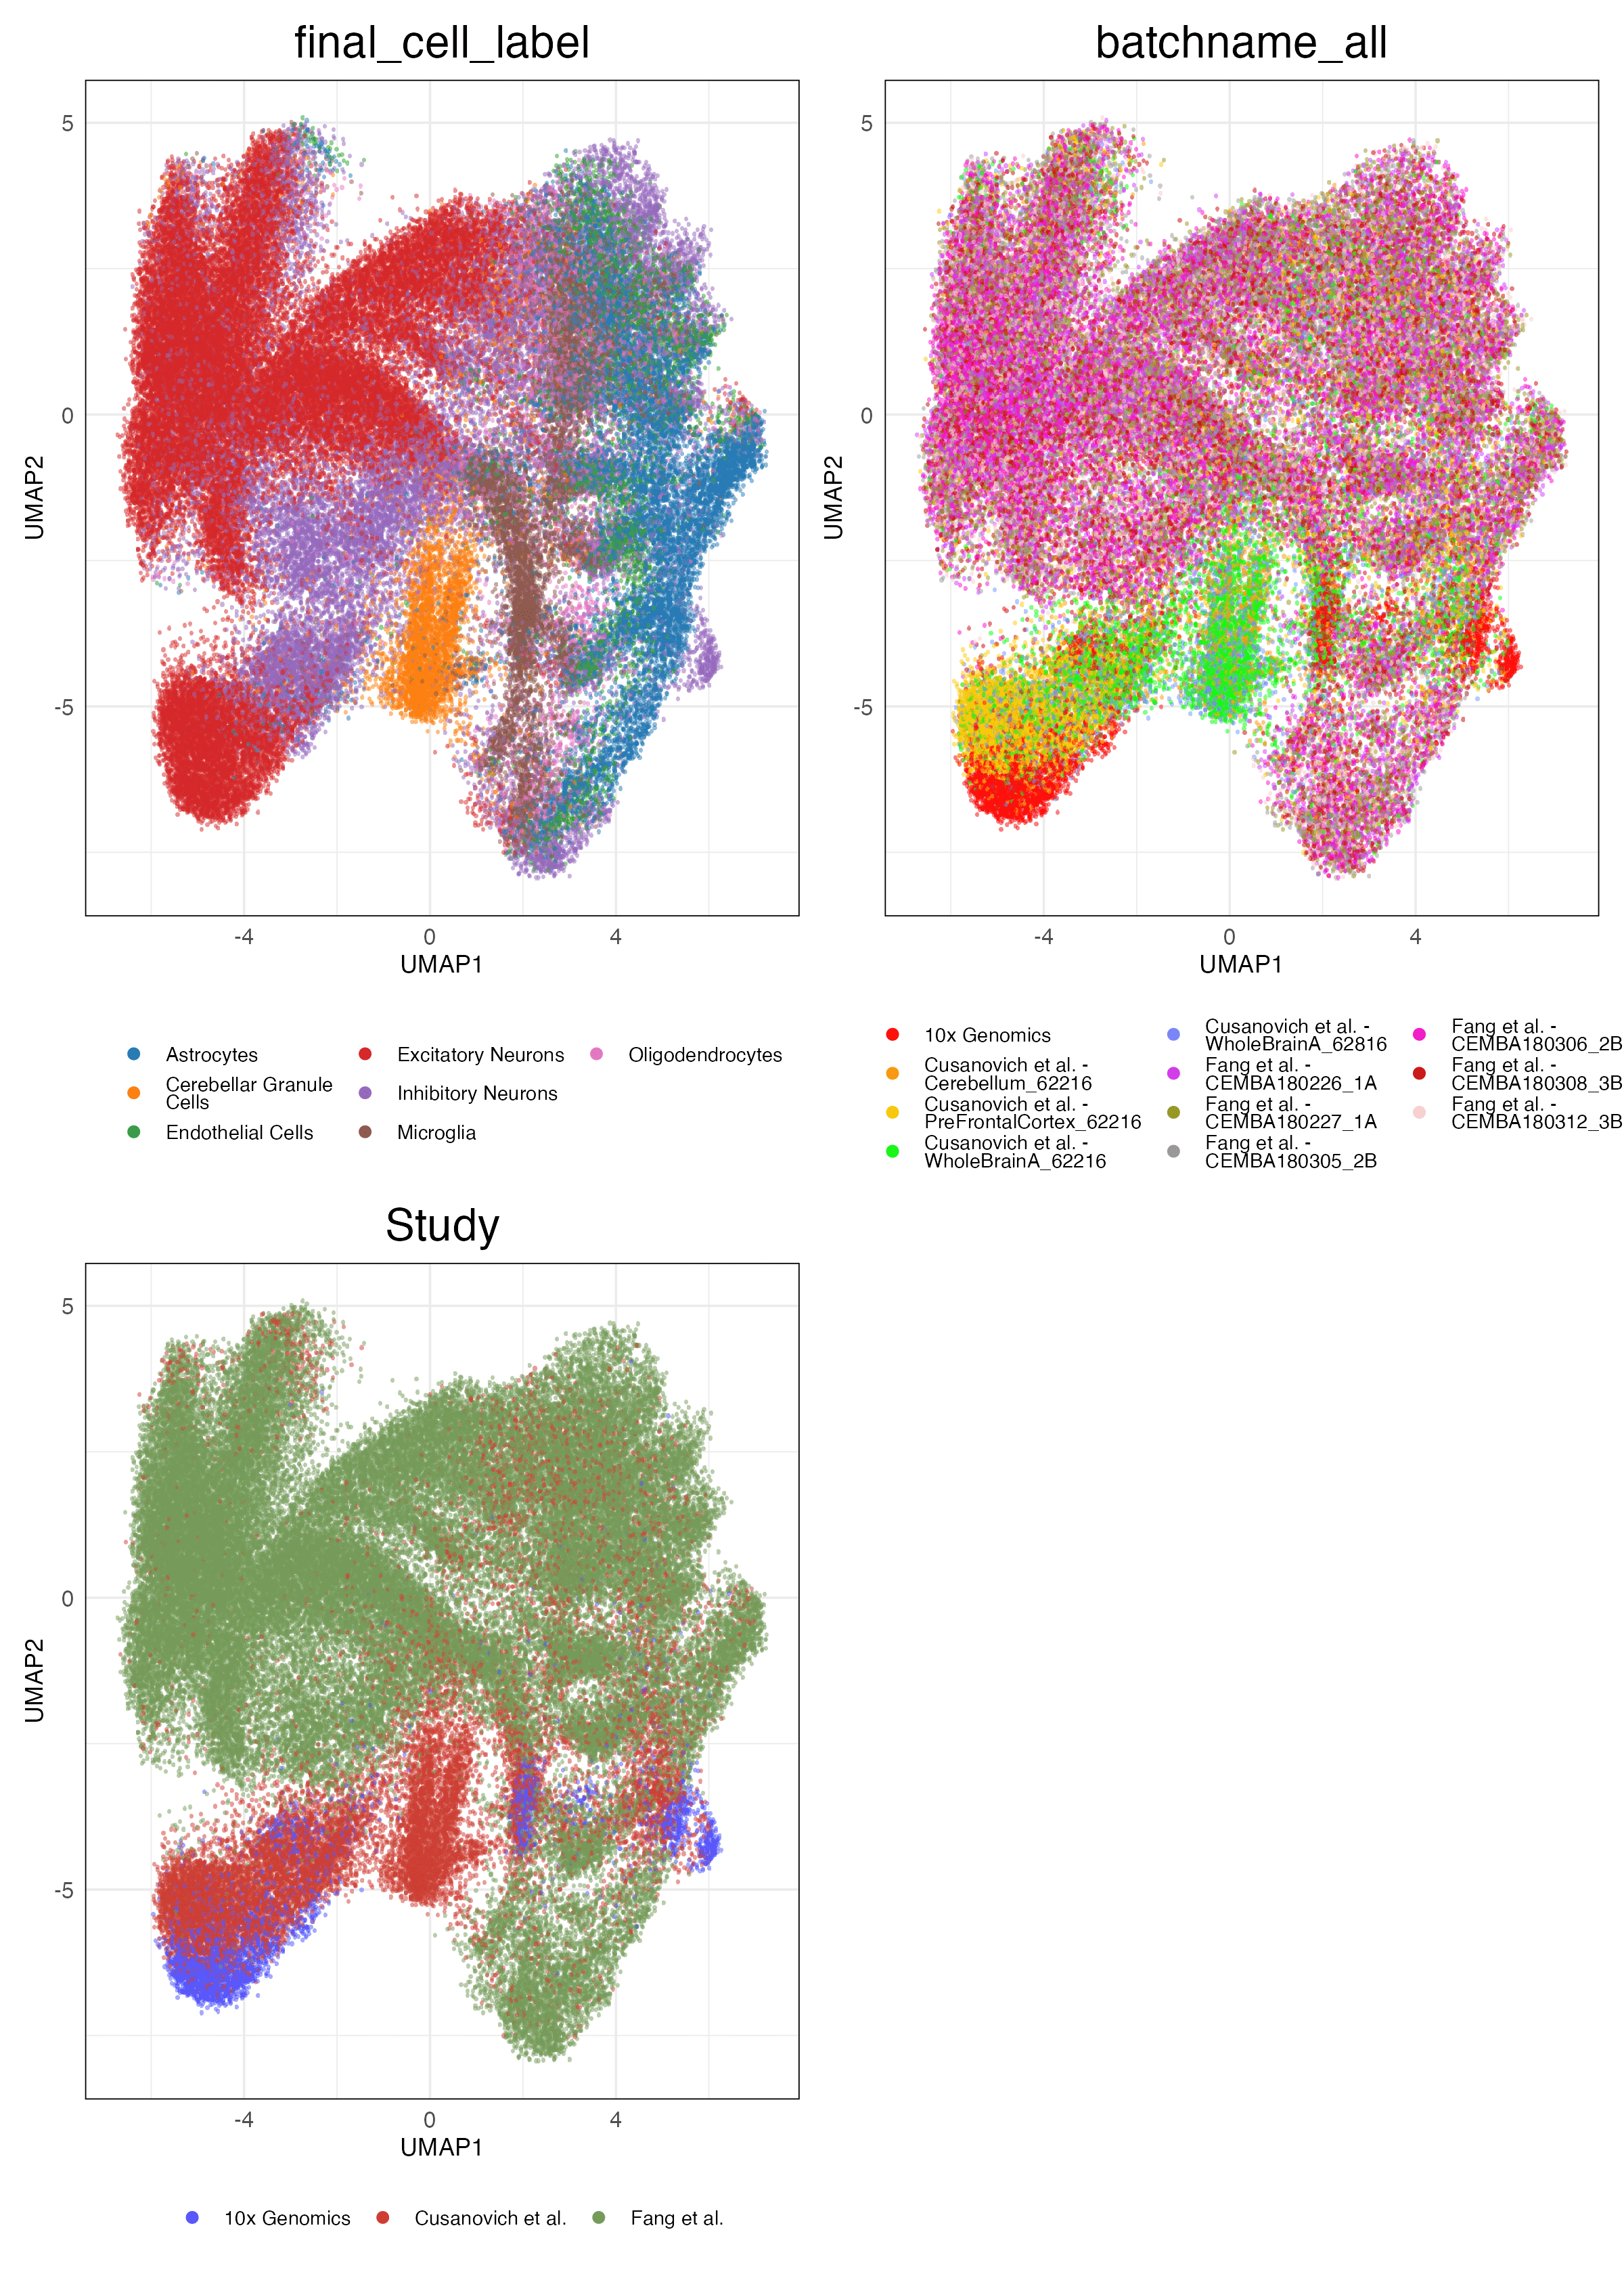 final_cell_label
batchname_all
5
0
-5
UMAP2
-4
0
4
UMAP1
5
0
-5
UMAP2
-4
0
4
UMAP1
Astrocytes
Cerebellar Granule
Cells
Endothelial Cells
Excitatory Neurons
Inhibitory Neurons
Microglia
Oligodendrocytes
10x Genomics
Cusanovich et al. -
Cerebellum_62216
Cusanovich et al. -
PreFrontalCortex_62216
Cusanovich et al. -
WholeBrainA_62216
Cusanovich et al. -
WholeBrainA_62816
Fang et al. -
CEMBA180226_1A
Fang et al. -
CEMBA180227_1A
Fang et al. -
CEMBA180305_2B
Fang et al. -
CEMBA180306_2B
Fang et al. -
CEMBA180308_3B
Fang et al. -
CEMBA180312_3B
Study
5
0
-5
UMAP2
-4
0
4
UMAP1
10x Genomics
Cusanovich et al.
Fang et al.